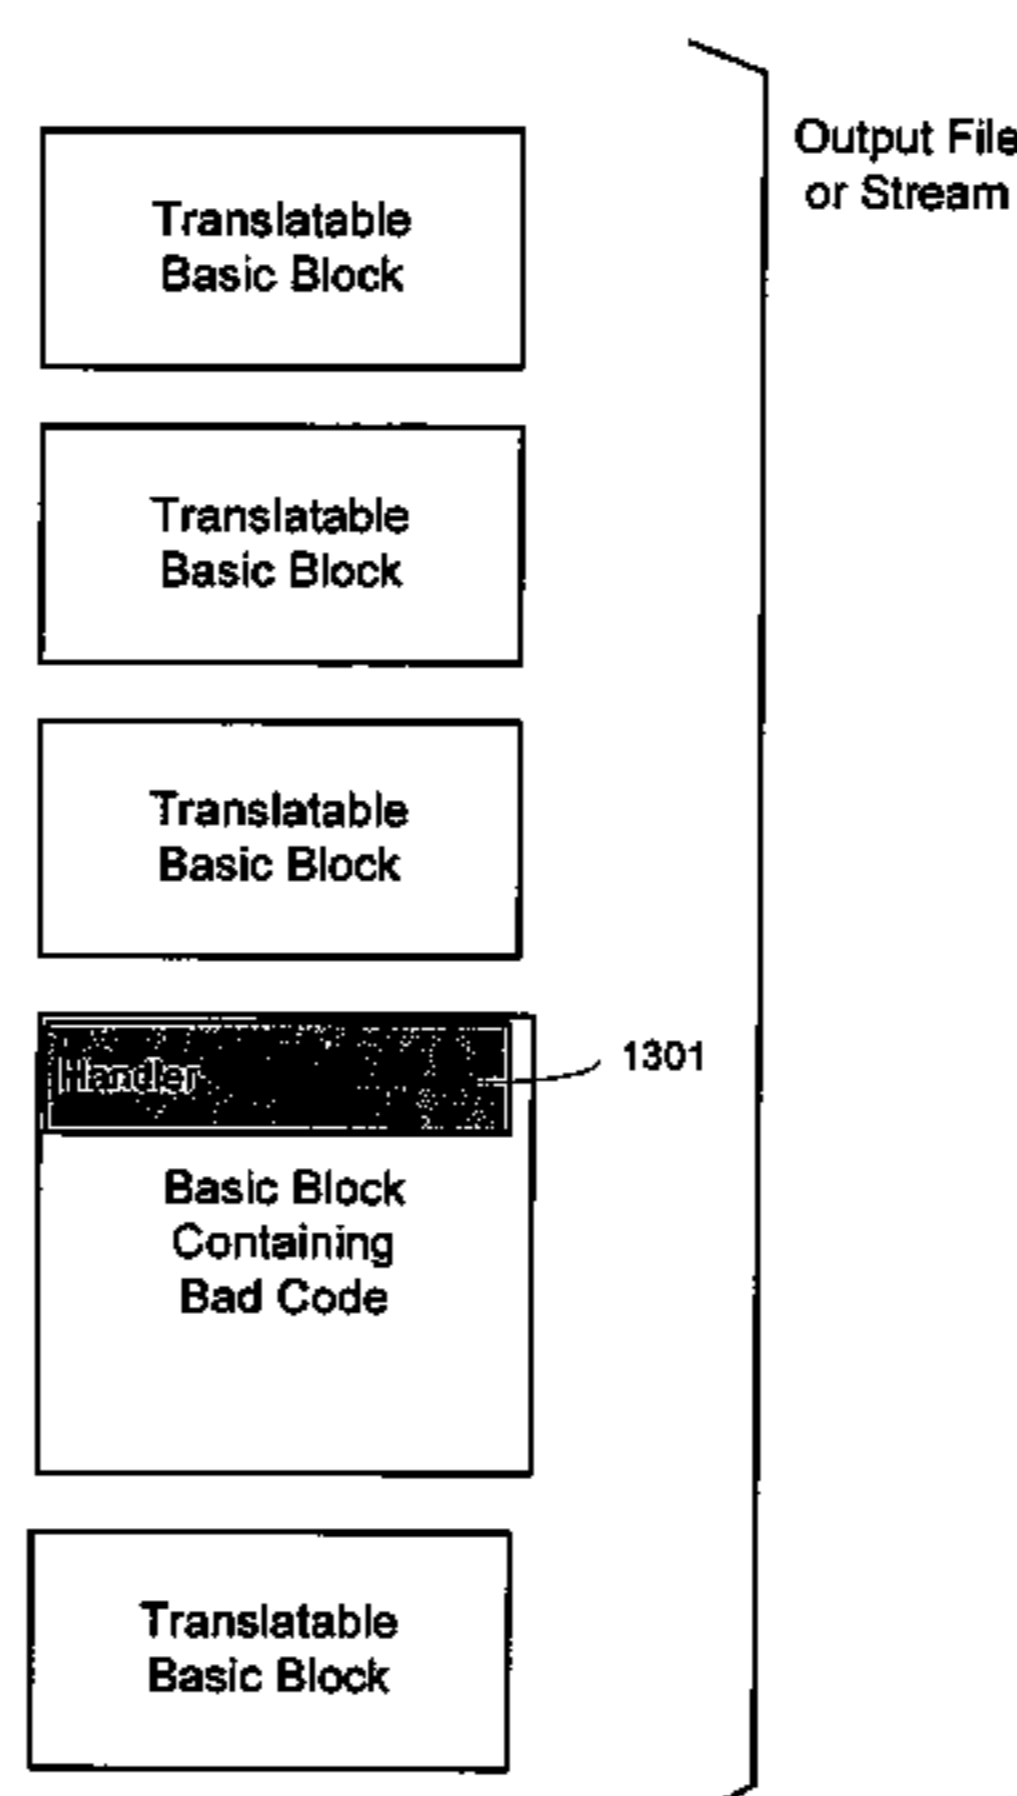 Output File
or Stream
Translatable
Basic Block
Translatable
Basic Block
Translatable
Basic Block
Handler
1301
Basic Block
Containing
Bad Code
Translatable
Basic Block